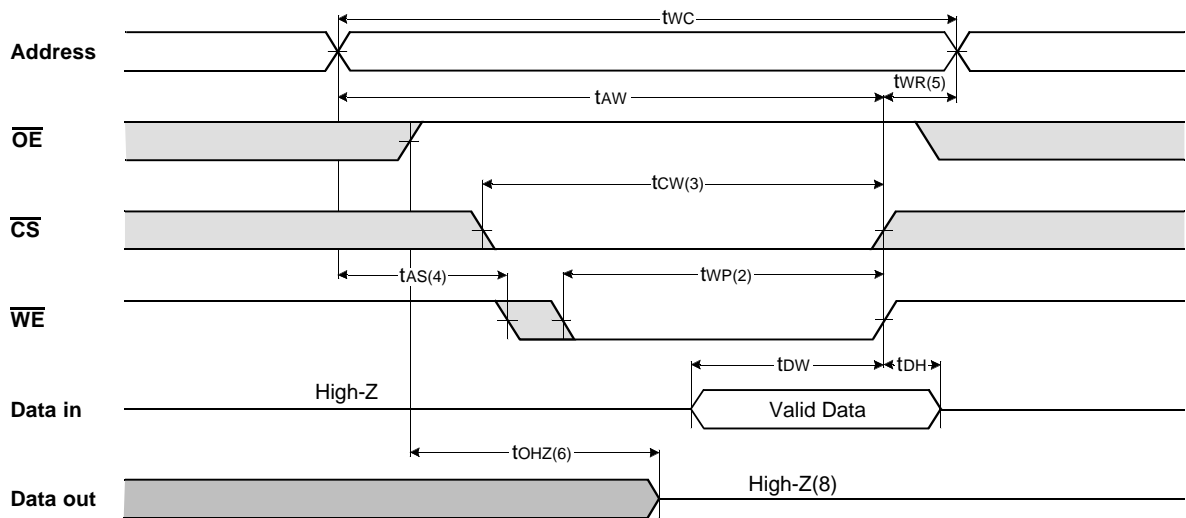 tWC
Address
tWR(5)
tAW
OE
tCW(3)
CS
tAS(4)
tWP(2)
WE
tDW
tDH
High-Z
Data in
Valid Data
tOHZ(6)
High-Z(8)
Data out